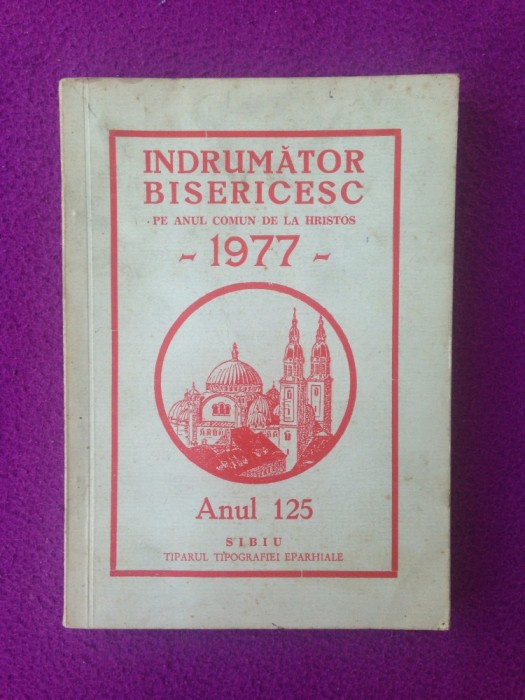 INDRUMĂTOR
BISERICESC
PE ANUL COMUN DE LA HRISTOS
- 1977 -
Anul 125
SIBIU
TIPARUL TIPOGRAFIEI EPARHIALE